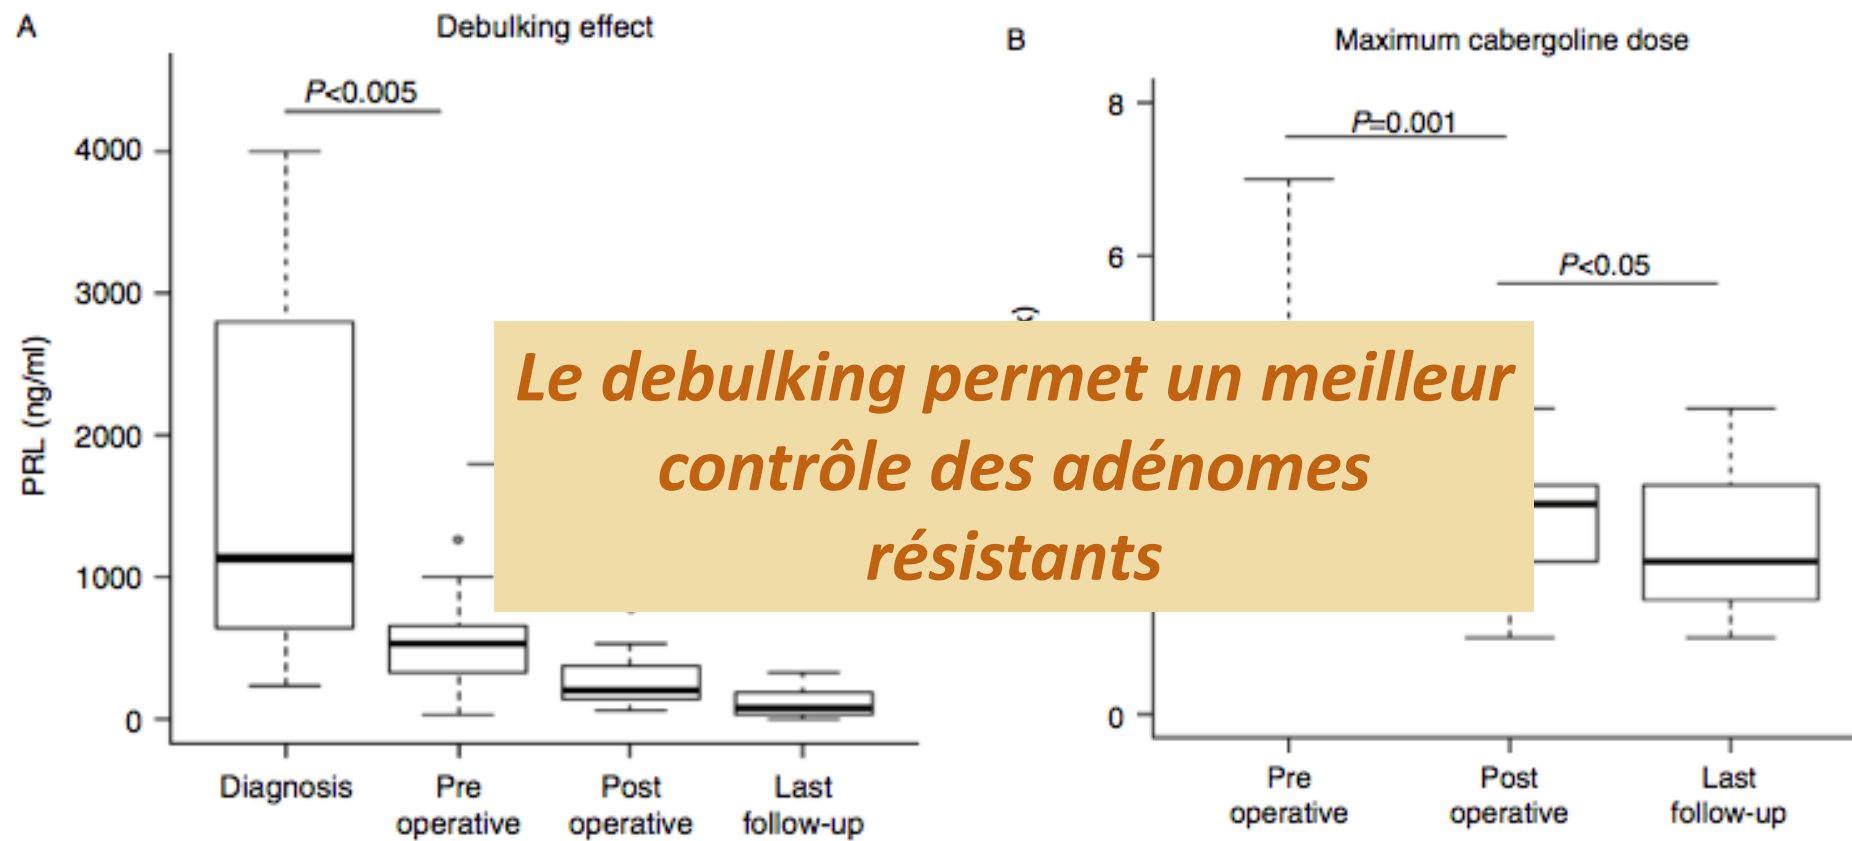 A
Debulking effect
P<0.005
4000
3000
2000
1000
0
PRL (ng/ml)
Diagnosis
Pre
operative
Post
operative
Last
follow-up
B
Maximum cabergoline dose
8
6
0
P=0.001
P<0.05
Pre
operative
Post
operative
Last
follow-up
Le debulking permet un meilleur
contrôle des adénomes
résistants